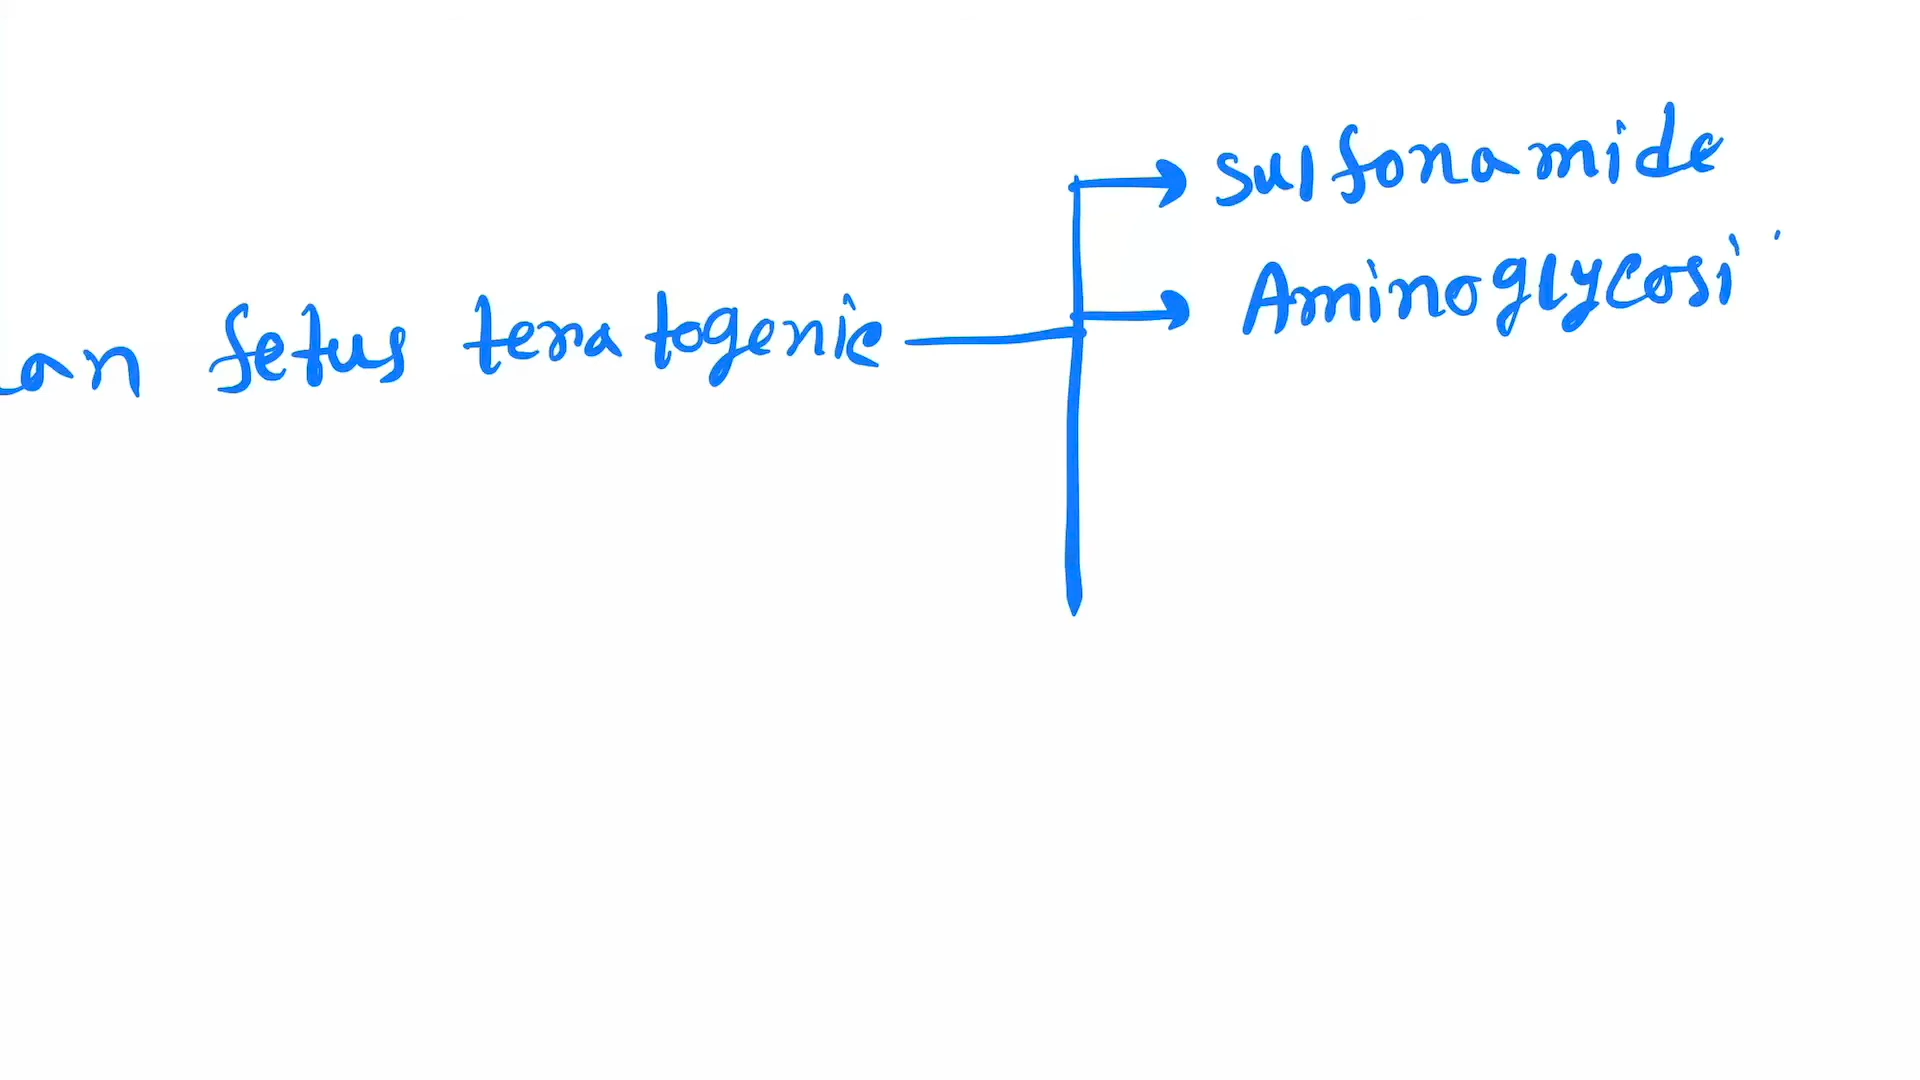 sulfonamide
Aminoglycosi
an fetus teratogenic